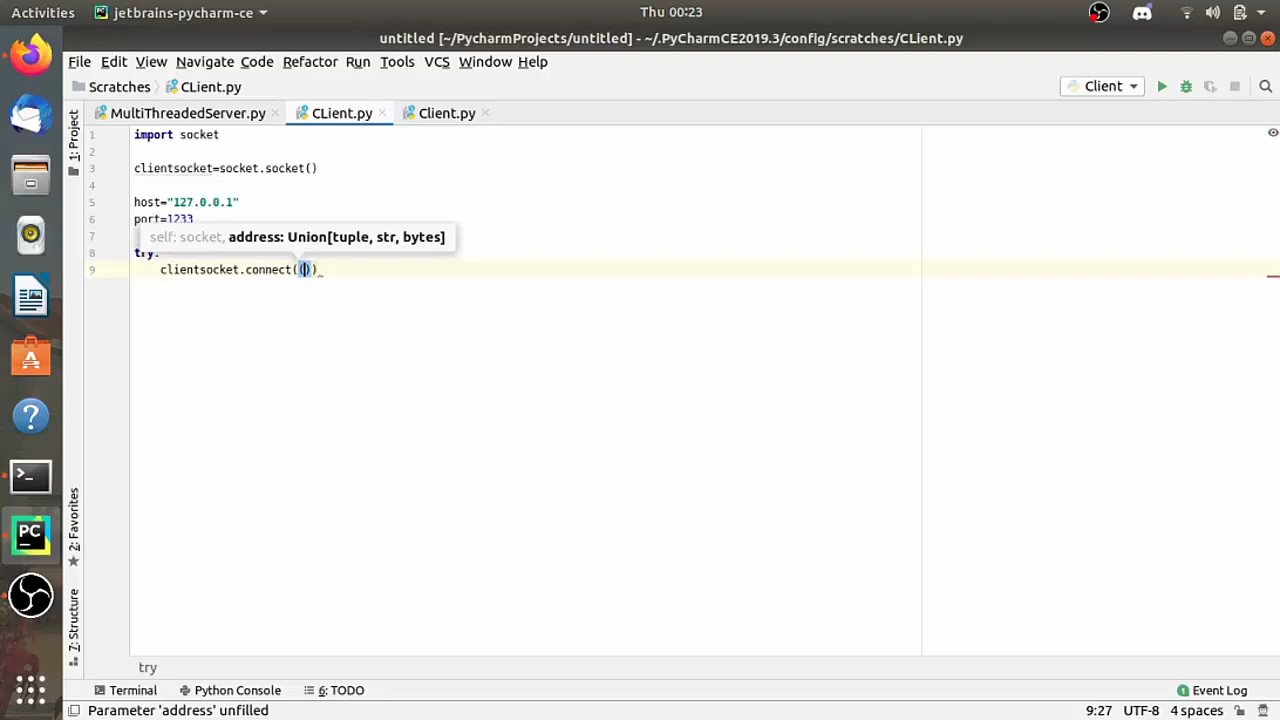 Activities jetbrains-pycharm-ce Thu 00:23
untitled [~/PycharmProjects/untitled] - ~/.PyCharmCE2019.3/config/scratches/CLient.py
File Edit View Navigate Code Refactor Run Tools VCS Window Help
Scratches CLient.py Client
MultiThreadedServer.py CLient.py Client.py
1: Project
1 import socket
2
3 clientsocket=socket.socket()
4
5 host="127.0.0.1"
6 port=1233
7 self: socket, address: Union[tuple, str, bytes]
8 try:
9 clientsocket.connect(())
2: Favorites
7: Structure
try
Terminal Python Console 6: TODO 1 Event Log
Parameter 'address' unfilled 9:27 UTF-8 4 spaces